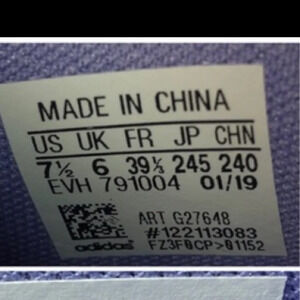 MADE IN CHINA
US UK FR JP CHN
7½ 6 39⅓ 245 240
EVH 791004 01/19
ART G27648
#122113083
adidas FZ3F0CP>01152